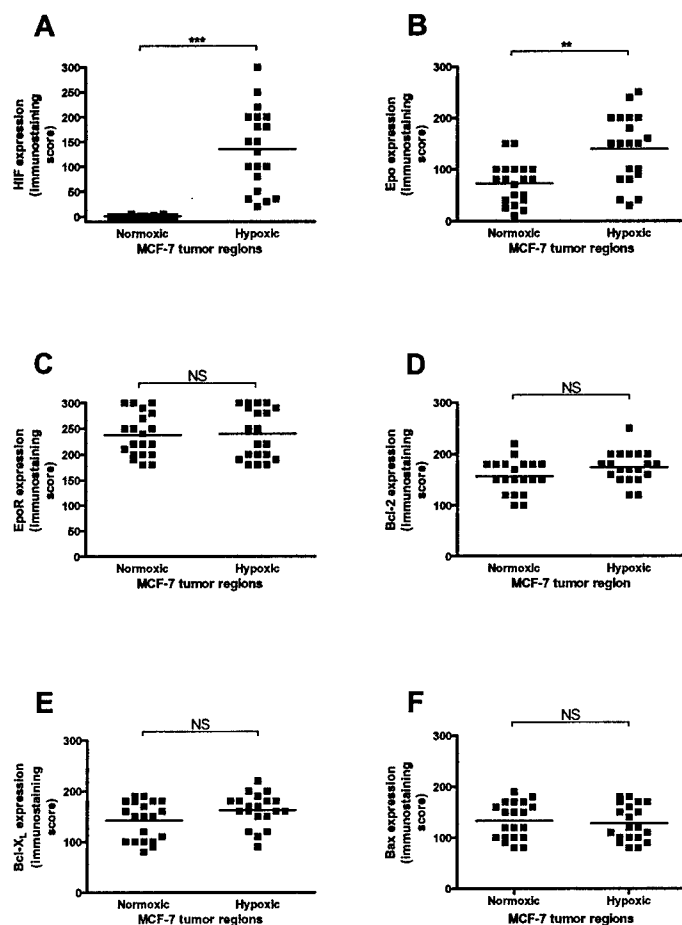 A
***
HIF expression
(Immunostaining
score)
300
250
200
150
100
50
0
Normoxic Hypoxic
MCF-7 tumor regions
B
**
Epo expression
(Immunostaining
score)
300
200
100
0
Normoxic Hypoxic
MCF-7 tumor regions
C
NS
EpoR expression
(Immunostaining
score)
300
250
200
150
100
50
0
Normoxic Hypoxic
MCF-7 tumor regions
D
NS
Bcl-2 expression
(Immunostaining
score)
300
200
100
0
Normoxic Hypoxic
MCF-7 tumor region
E
NS
Bcl-XL expression
(immunostaining
score)
300
200
100
0
Normoxic Hypoxic
MCF-7 tumor regions
F
NS
Bax expression
(immunostaining
score)
300
200
100
0
Normoxic Hypoxic
MCF-7 tumor regions